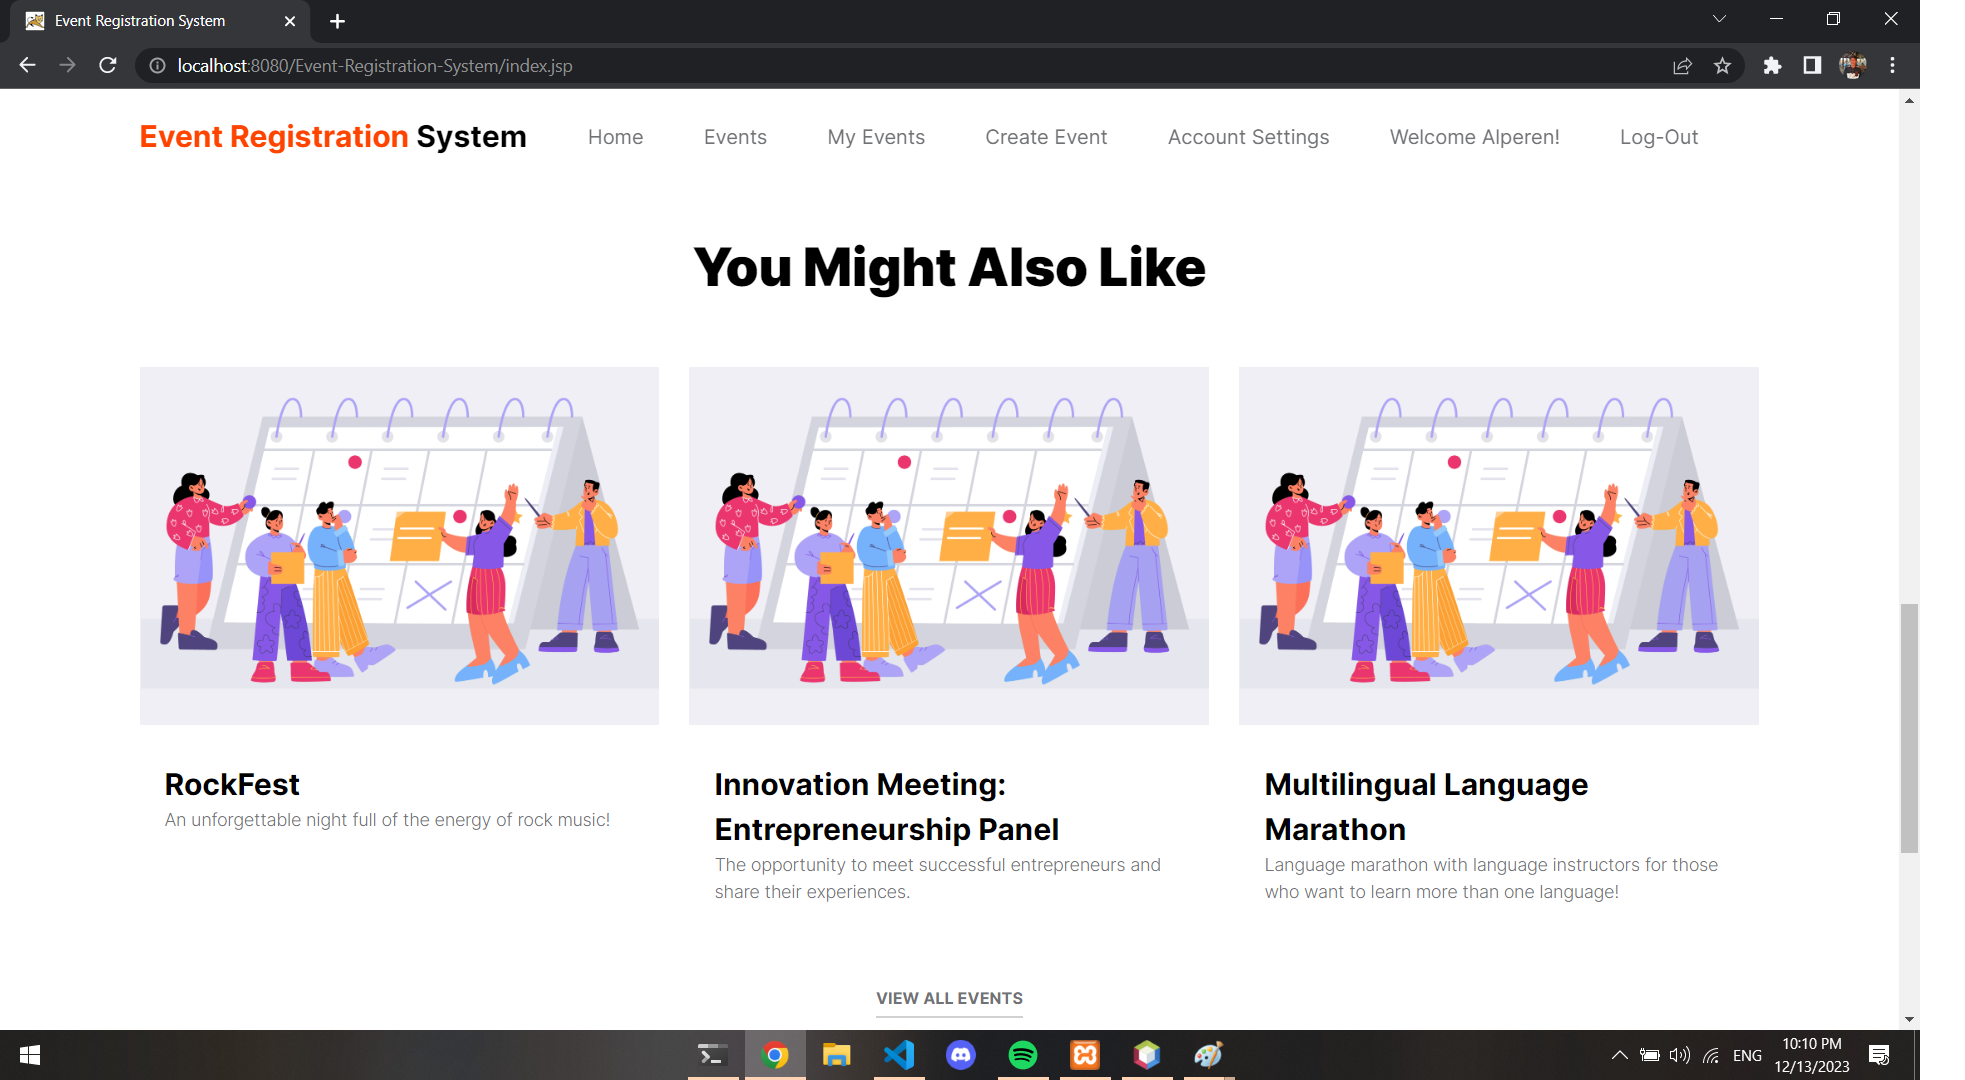 Event Registration System
localhost:8080/Event-Registration-System/index.jsp
Event Registration System Home Events My Events Create Event Account Settings Welcome Alperen! Log-Out
You Might Also Like
RockFest
An unforgettable night full of the energy of rock music!
Innovation Meeting:
Entrepreneurship Panel
The opportunity to meet successful entrepreneurs and
share their experiences.
Multilingual Language
Marathon
Language marathon with language instructors for those
who want to learn more than one language!
VIEW ALL EVENTS
ENG
10:10 PM
12/13/2023